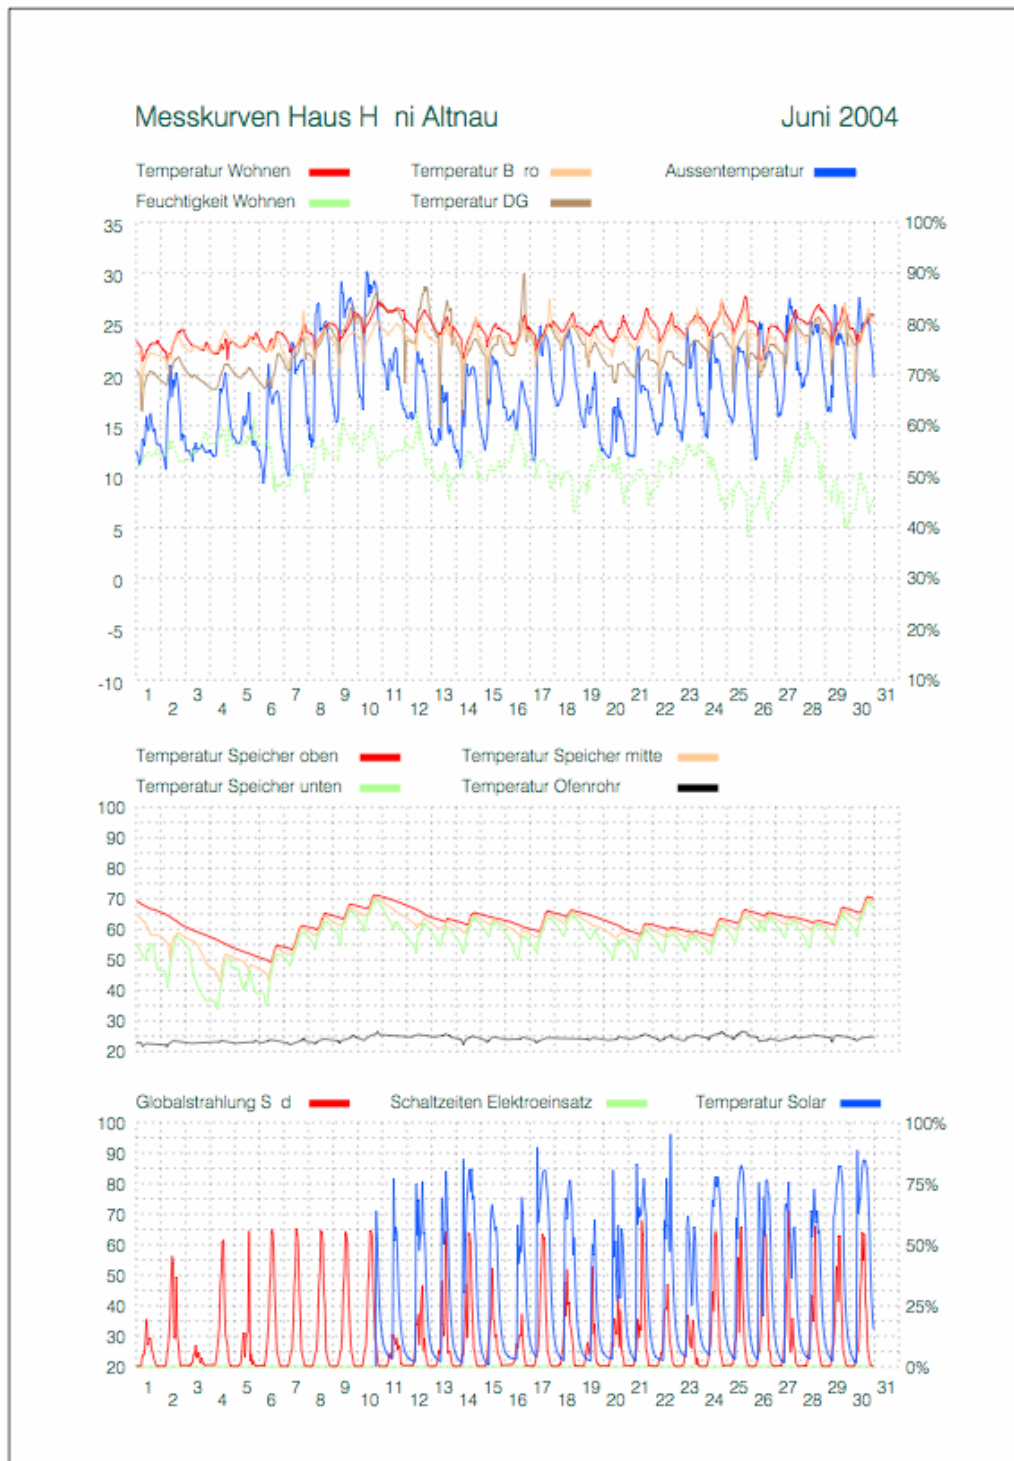 Messkurven Haus H ni Altnau Juni 2004
Temperatur Wohnen Temperatur B ro Aussentemperatur
Feuchtigkeit Wohnen Temperatur DG
35 100%
30 90%
25 80%
20 70%
15 60%
10 50%
5 40%
0 30%
-5 20%
-10 10%
1 3 5 7 9 11 13 15 17 19 21 23 25 27 29 31
2 4 6 8 10 12 14 16 18 20 22 24 26 28 30
Temperatur Speicher oben Temperatur Speicher mitte
Temperatur Speicher unten Temperatur Ofenrohr
100
90
80
70
60
50
40
30
20
Globalstrahlung S d Schaltzeiten Elektroeinsatz Temperatur Solar
100 100%
90
80 75%
70
60 50%
50
40 25%
30
20 0%
1 3 5 7 9 11 13 15 17 19 21 23 25 27 29 31
2 4 6 8 10 12 14 16 18 20 22 24 26 28 30